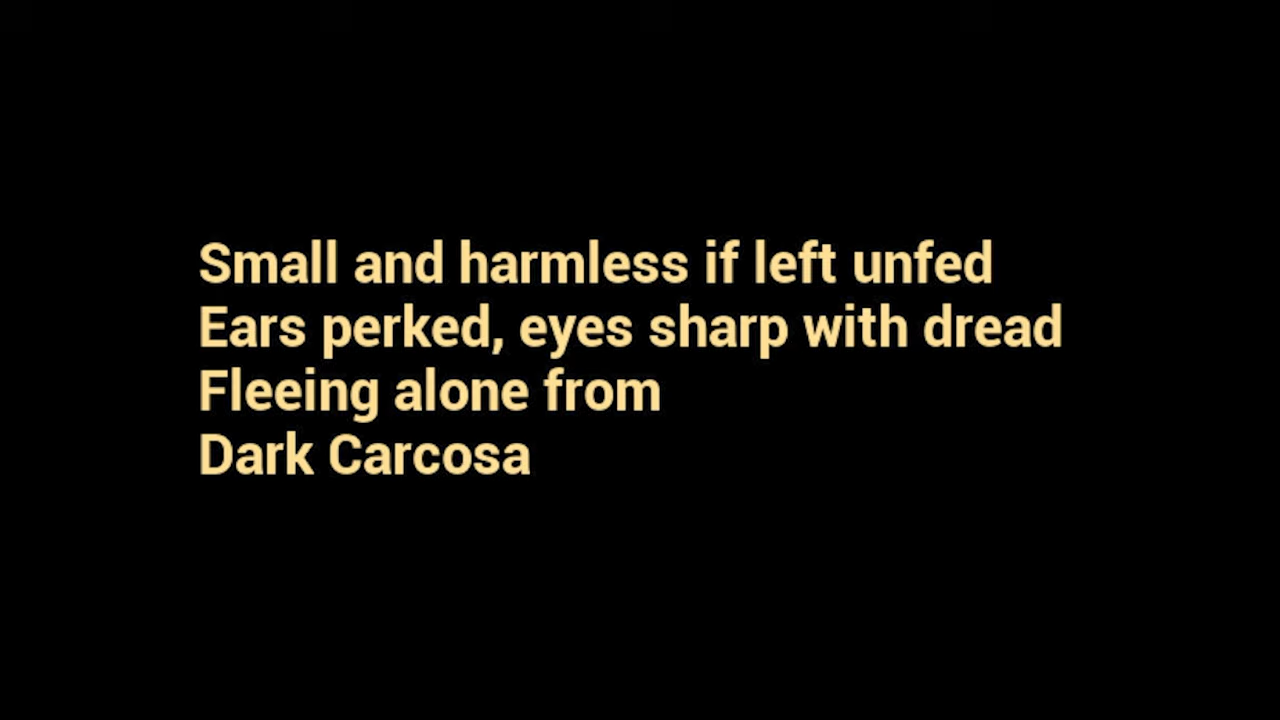 Small and harmless if left unfed
Ears perked, eyes sharp with dread
Fleeing alone from
Dark Carcosa